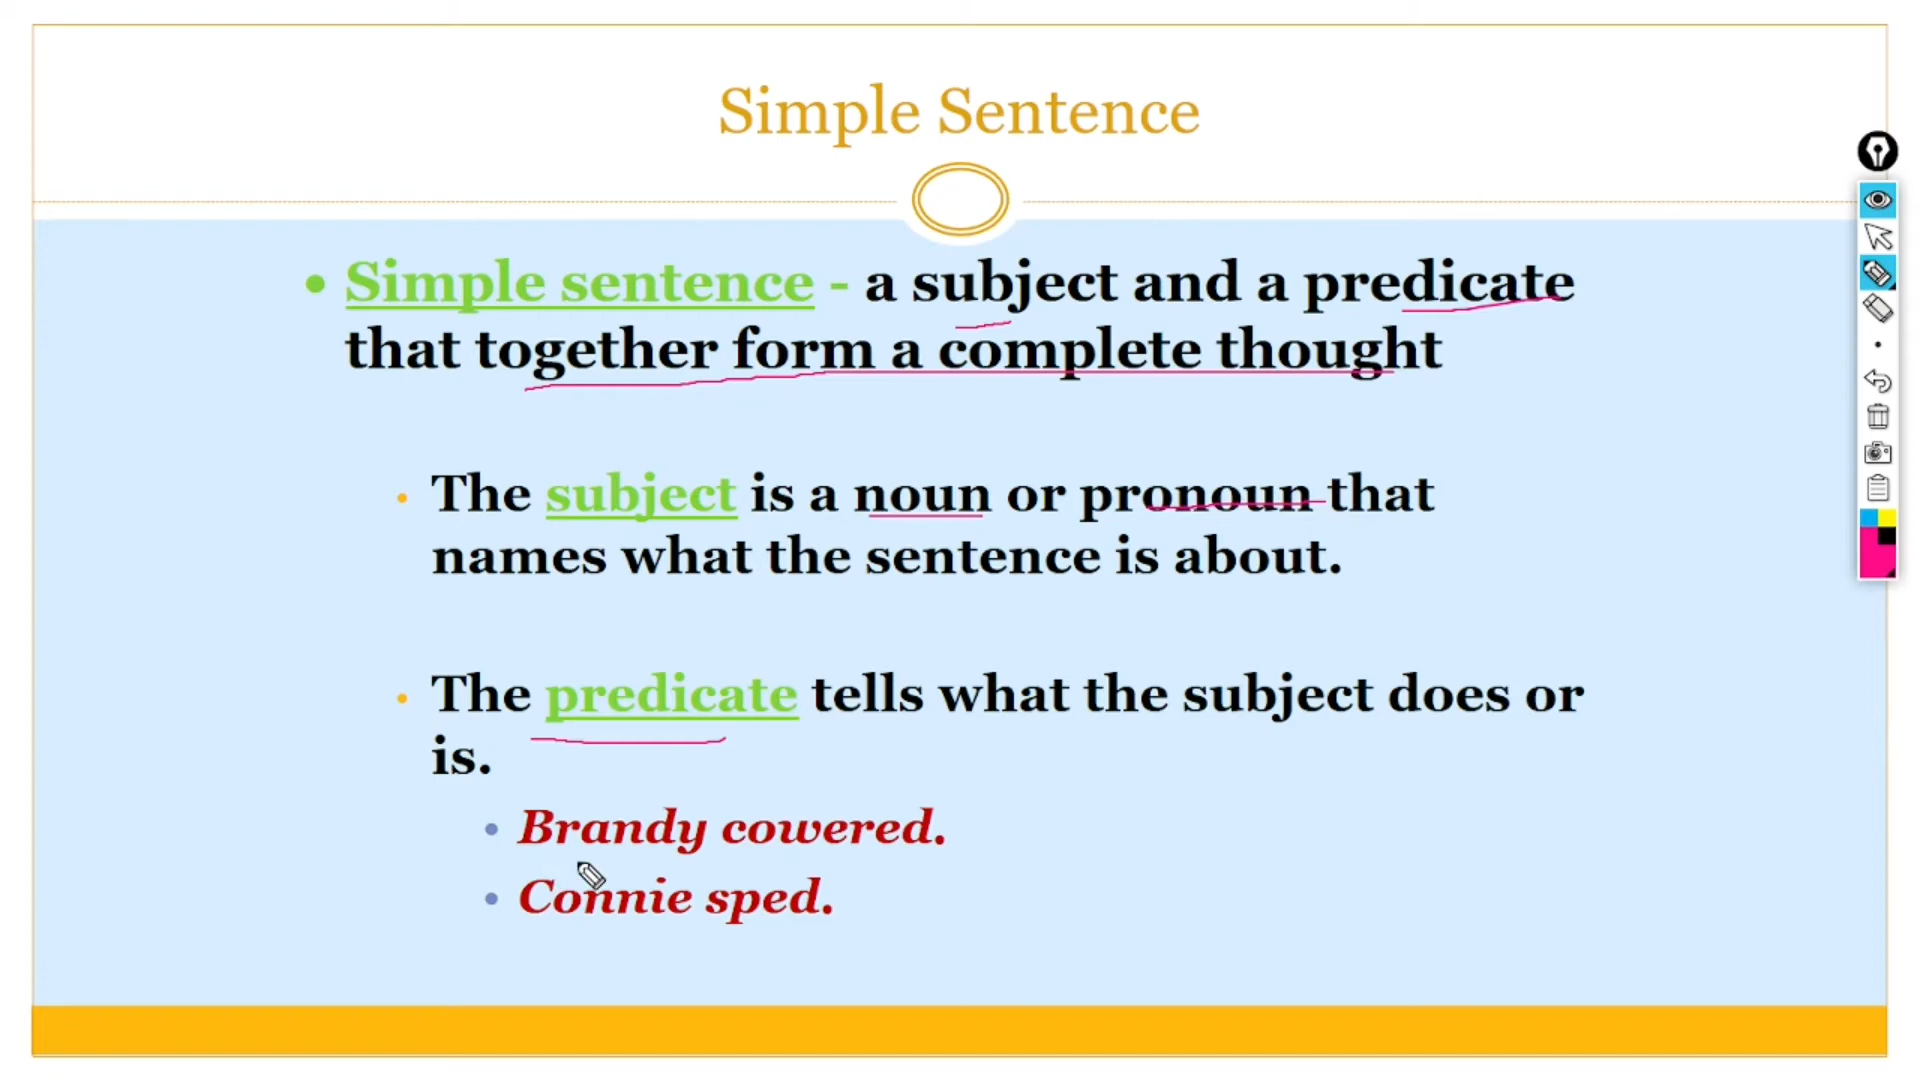 Simple Sentence
Simple sentence - a subject and a predicate
that together form a complete thought
The subject is a noun or pronoun that
names what the sentence is about.
The predicate tells what the subject does or
is.
Brandy cowered.
Connie sped.